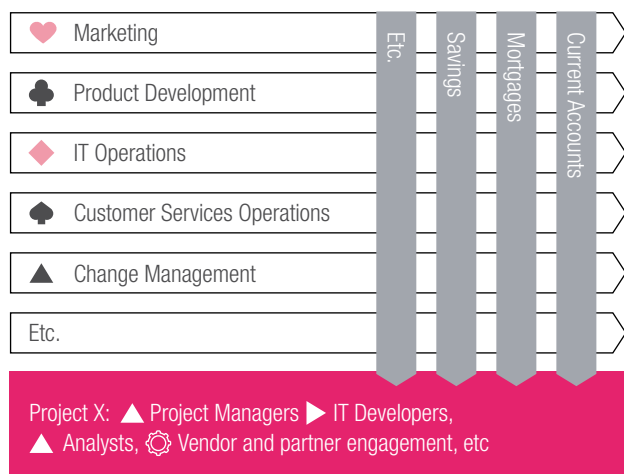 Marketing
Product Development
IT Operations
Customer Services Operations
Change Management
Etc.
Etc.
Savings
Mortgages
Current Accounts
Project X: Project Managers IT Developers,
Analysts, Vendor and partner engagement, etc